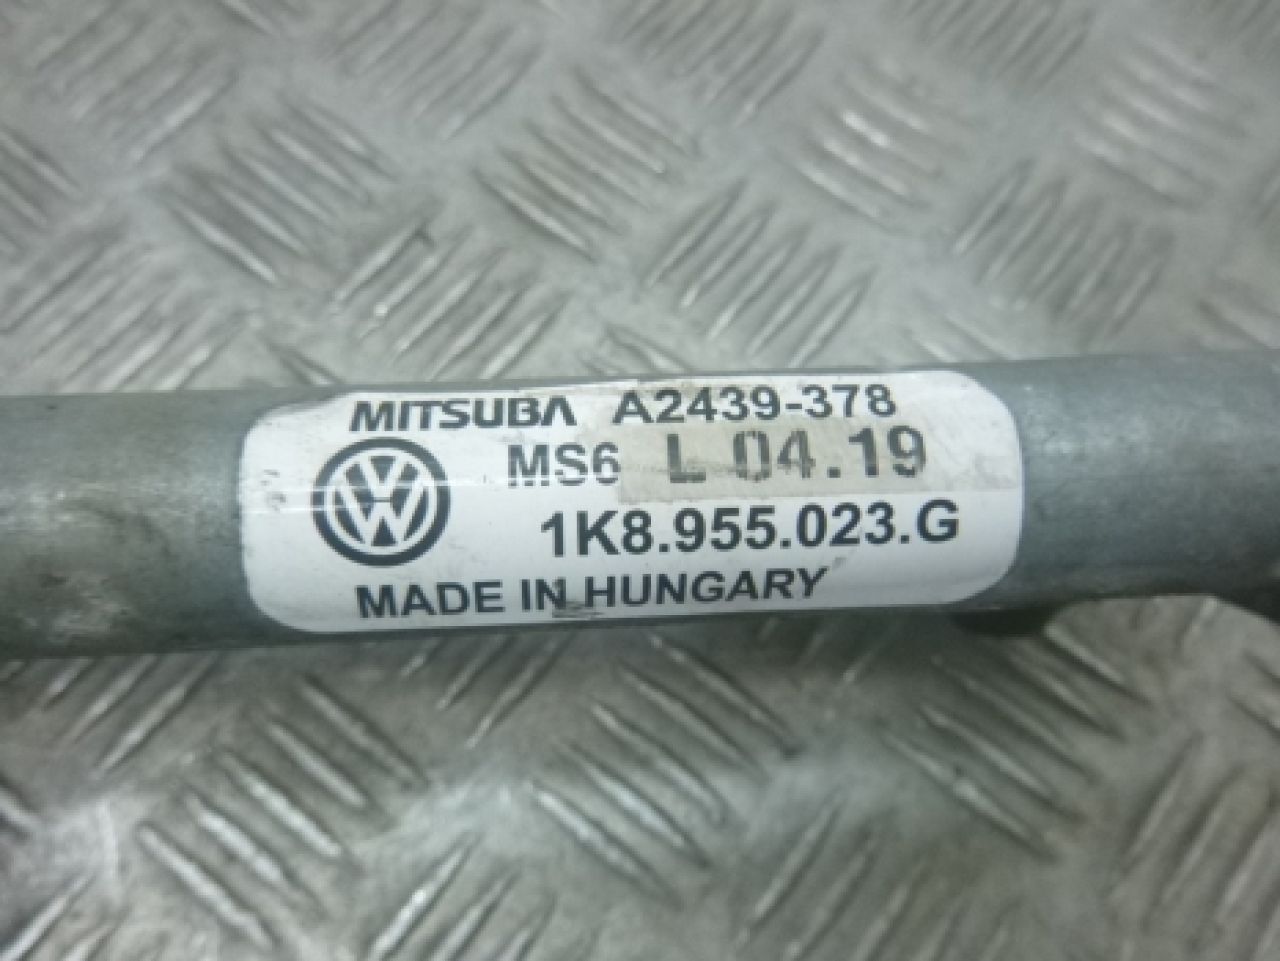 MITSUBA A2439-378
MS6 L 04.19
1K8.955.023.G
MADE IN HUNGARY